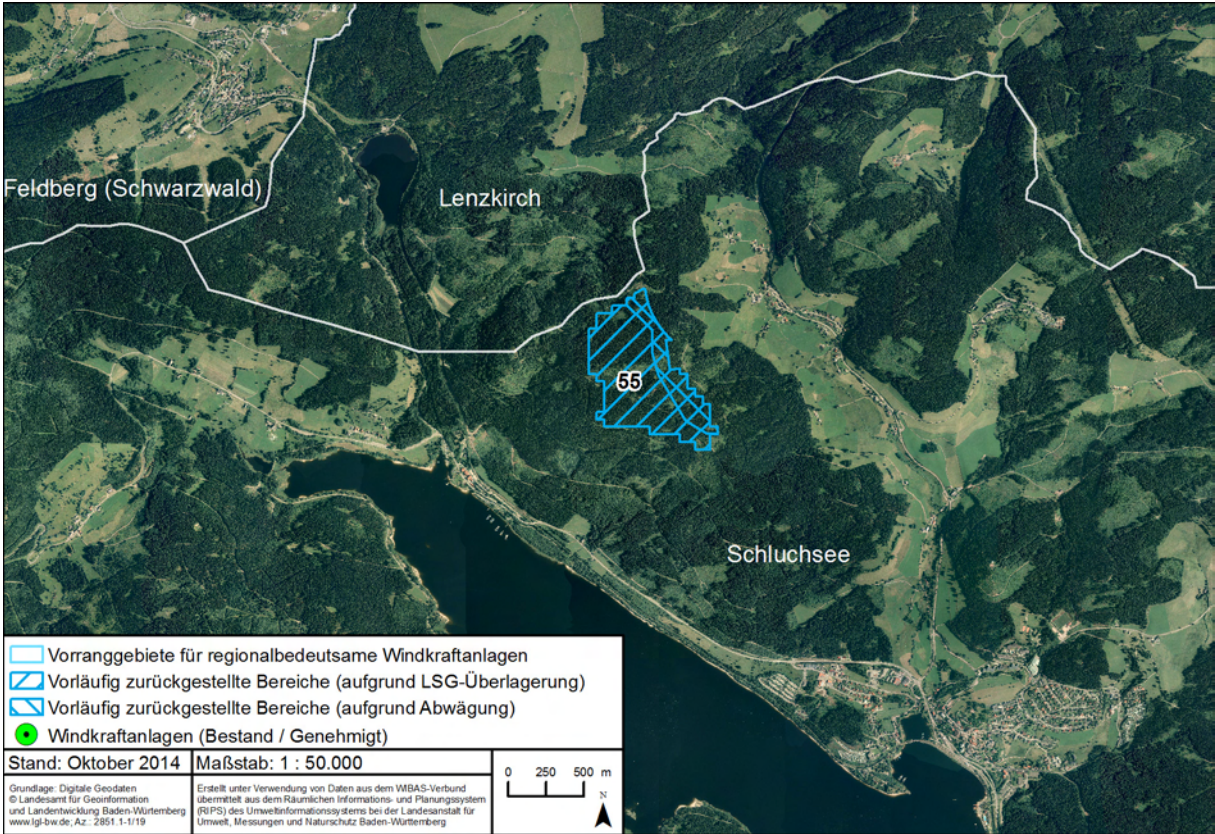 Feldberg (Schwarzwald)
Lenzkirch
55
Schluchsee
Vorranggebiete für regionalbedeutsame Windkraftanlagen
Vorläufig zurückgestellte Bereiche (aufgrund LSG-Überlagerung)
Vorläufig zurückgestellte Bereiche (aufgrund Abwägung)
Windkraftanlagen (Bestand / Genehmigt)
Stand: Oktober 2014
Maßstab: 1 : 50.000
0 250 500 m
N
Grundlage: Digitale Geodaten
© Landesamt für Geoinformation
und Landentwicklung Baden-Würtemberg
www.lgl-bw.de; Az.: 2851.1-1/19
Erstellt unter Verwendung von Daten aus dem WIBAS-Verbund
übermittelt aus dem Räumlichen Informations- und Planungssystem
(RIPS) des Umweltinformationssystems bei der Landesanstalt für
Umwelt, Messungen und Naturschutz Baden-Württemberg